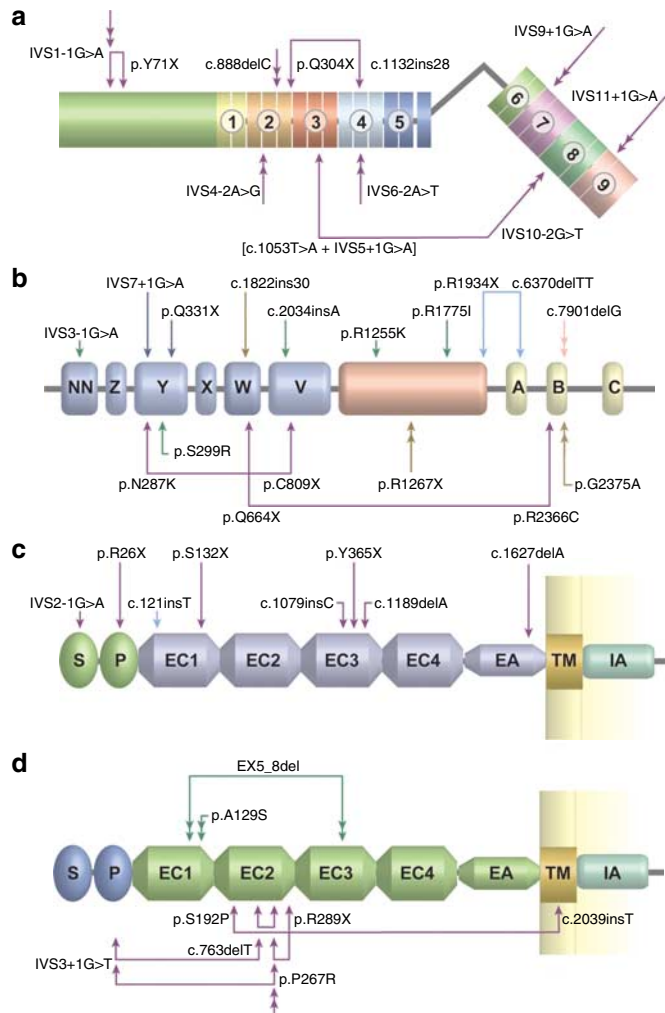 a
IVS1-1G>A
p.Y71X
c.888delC
p.Q304X
c.1132ins28
IVS9+1G>A
IVS11+1G>A
1 2 3 4 5 6 7 8 9
IVS4-2A>G
IVS6-2A>T
IVS10-2G>T
[c.1053T>A + IVS5+1G>A]
b
IVS7+1G>A
c.1822ins30
p.R1934X
c.6370delTT
p.Q331X
c.2034insA
p.R1775I
c.7901delG
IVS3-1G>A
p.R1255K
NN Z Y X W V A B C
p.S299R
p.N287K
p.C809X
p.R1267X
p.G2375A
p.Q664X
p.R2366C
c
p.R26X
p.S132X
p.Y365X
c.1627delA
IVS2-1G>A
c.121insT
c.1079insC
c.1189delA
S P EC1 EC2 EC3 EC4 EA TM IA
d
EX5_8del
p.A129S
S P EC1 EC2 EC3 EC4 EA TM IA
p.S192P
p.R289X
c.2039insT
c.763delT
IVS3+1G>T
p.P267R